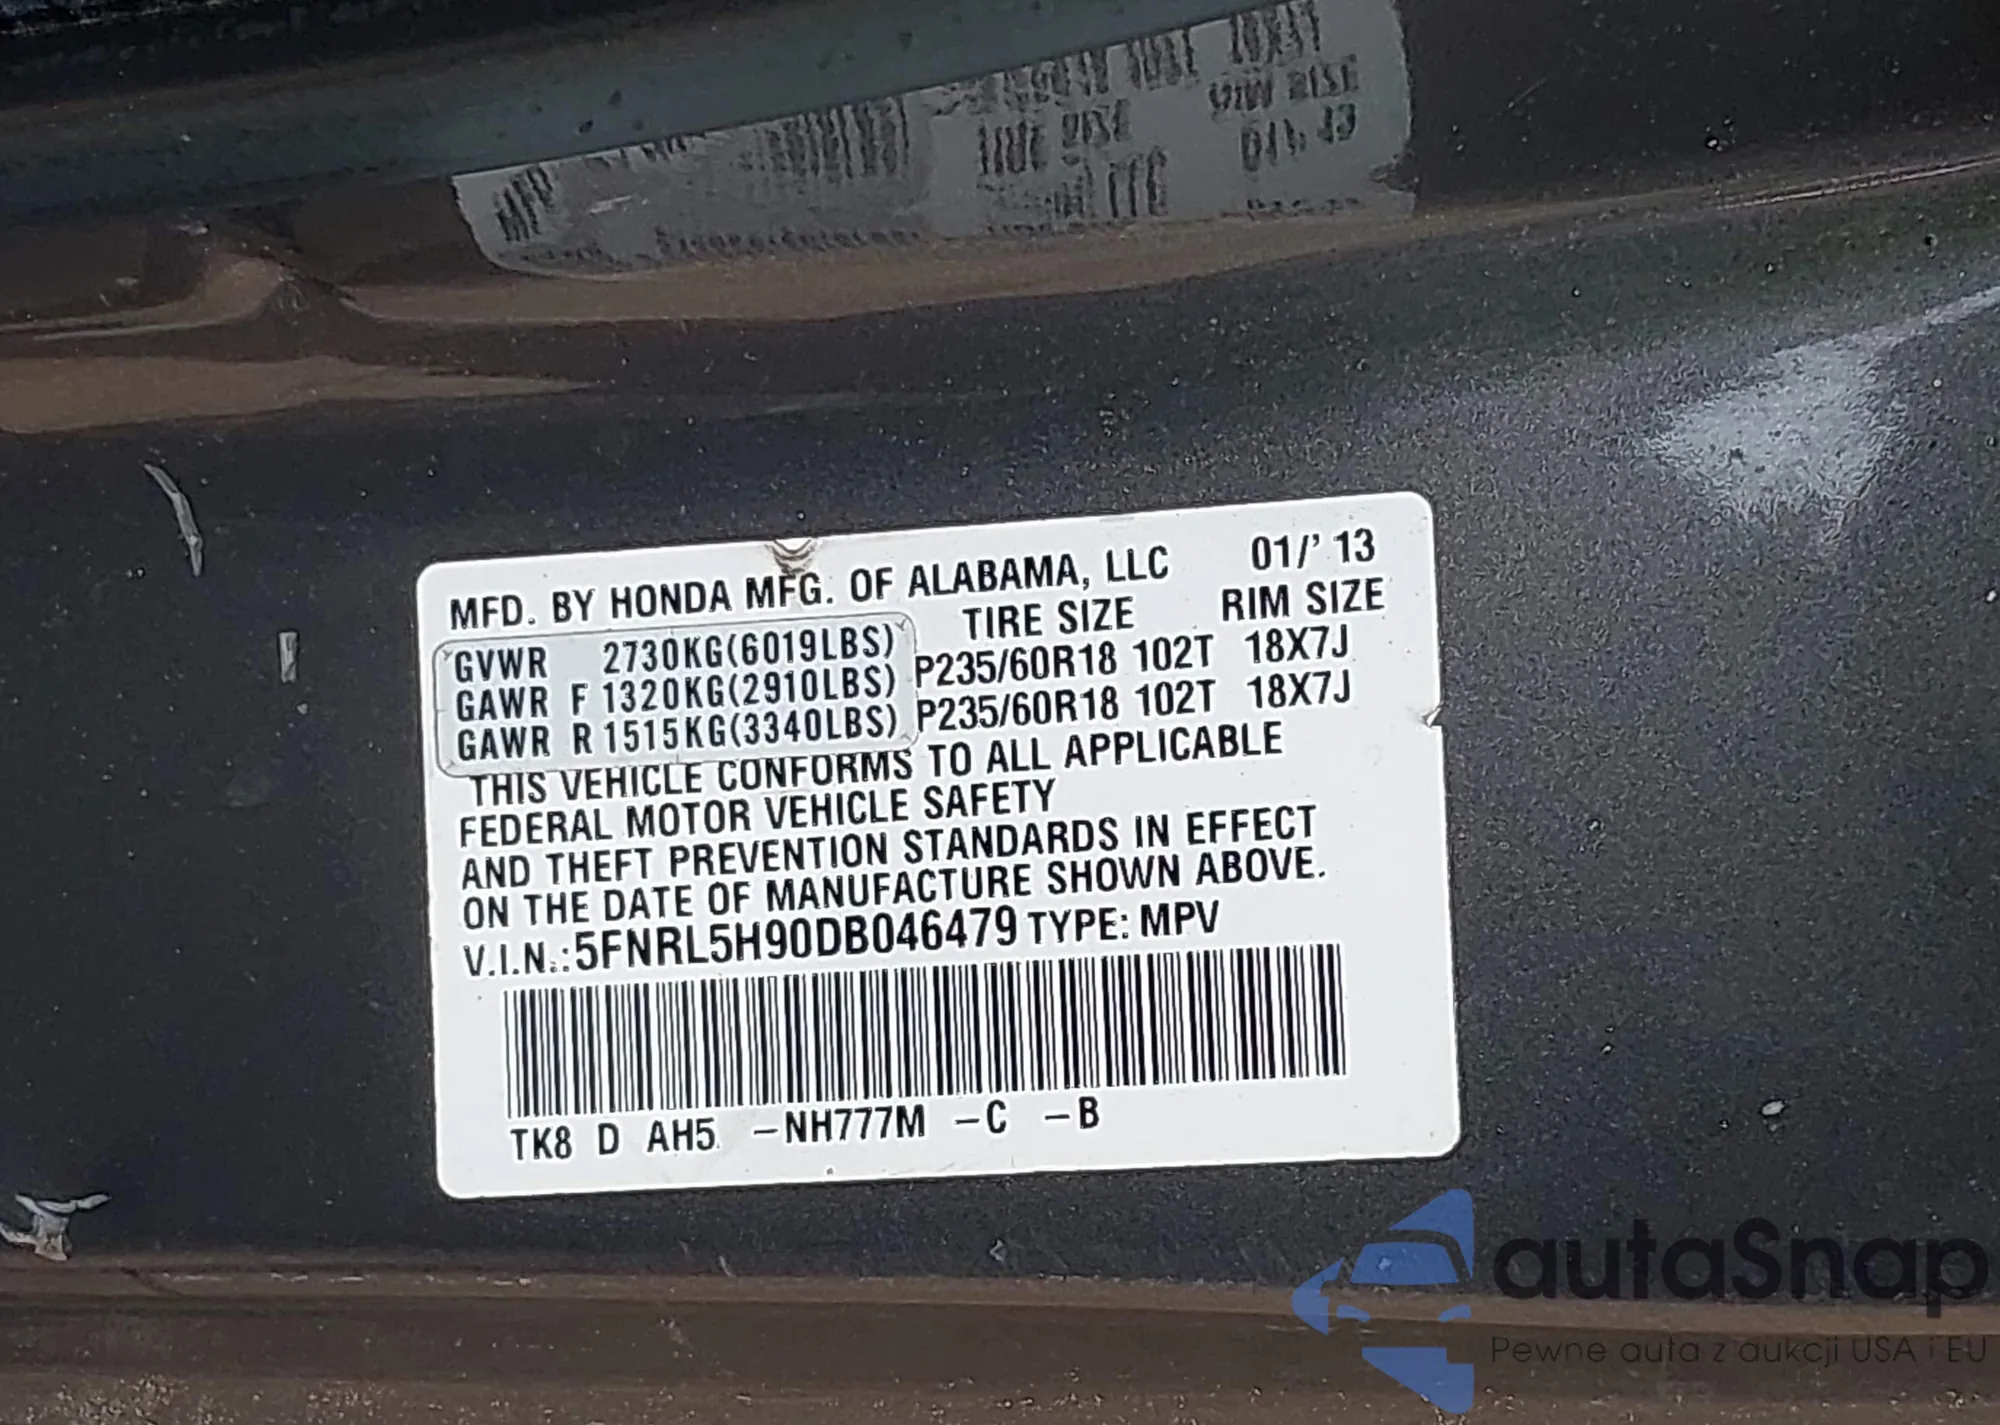 MFD. BY HONDA MFG. OF ALABAMA, LLC 01/' 13
TIRE SIZE RIM SIZE
GVWR 2730KG(6019LBS)
GAWR F 1320KG(2910LBS) P235/60R18 102T 18X7J
GAWR R 1515KG(3340LBS) P235/60R18 102T 18X7J
THIS VEHICLE CONFORMS TO ALL APPLICABLE
FEDERAL MOTOR VEHICLE SAFETY
AND THEFT PREVENTION STANDARDS IN EFFECT
ON THE DATE OF MANUFACTURE SHOWN ABOVE.
V.I.N.:5FNRL5H90DB046479 TYPE: MPV
TK8 D AH5 -NH777M -C -B
autaSnap
Pewne auta z aukcji USA i EU